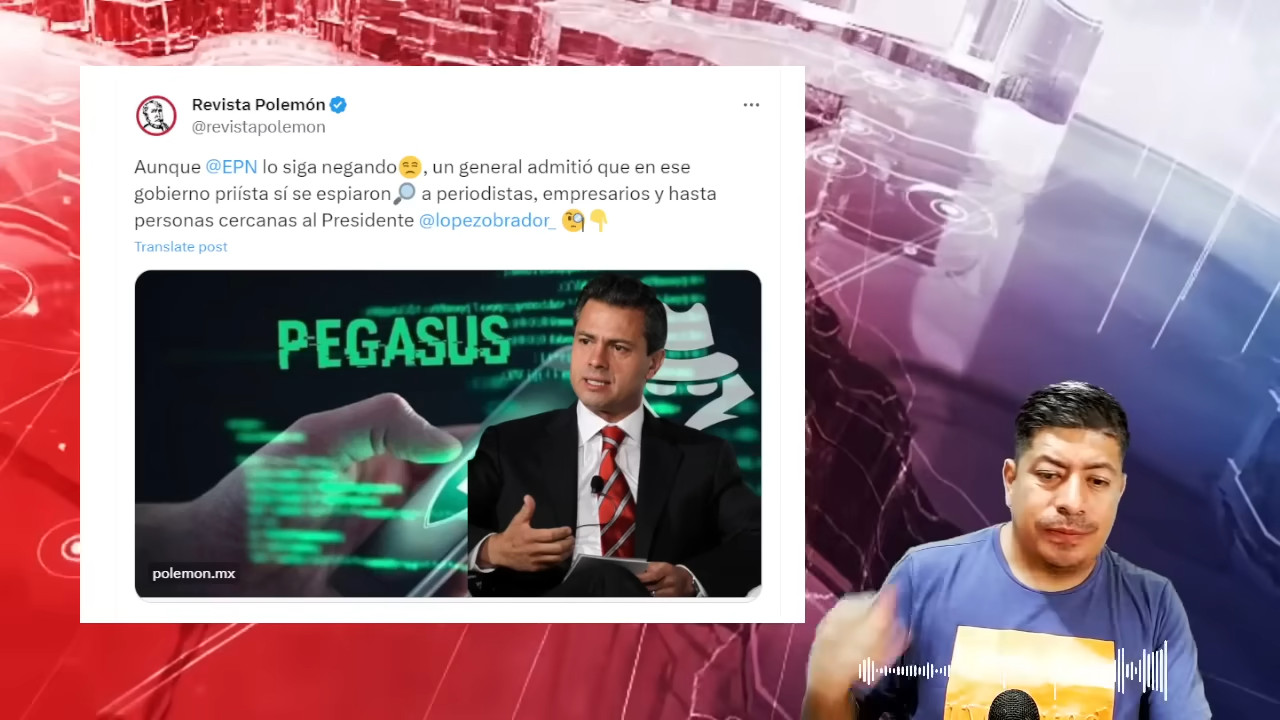 Revista Polemón
@revistapolemon
Aunque @EPN lo siga negando😒, un general admitió que en ese
gobierno priísta sí se espiaron🔎 a periodistas, empresarios y hasta
personas cercanas al Presidente @lopezobrador_ 🧐👇
Translate post
PEGASUS
polemon.mx